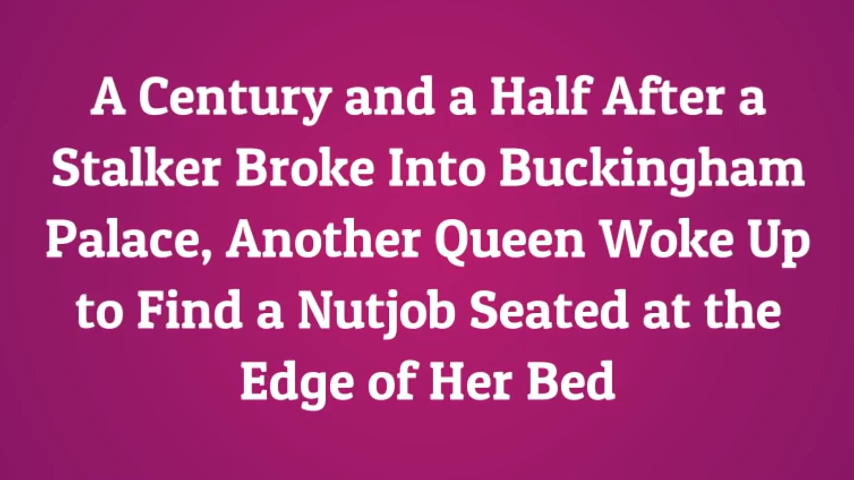 A Century and a Half After a
Stalker Broke Into Buckingham
Palace, Another Queen Woke Up
to Find a Nutjob Seated at the
Edge of Her Bed